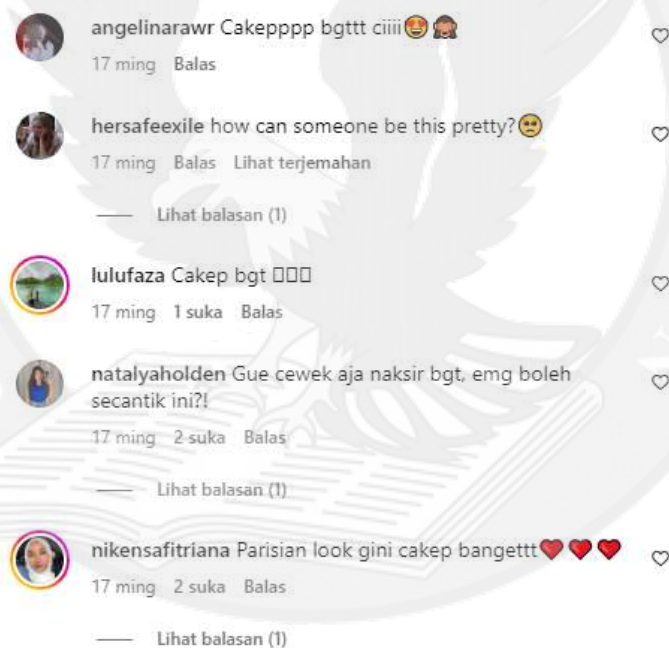 angelinarawr Cakepppp bgttt ciiii😍🙈
17 ming Balas
hersafeexile how can someone be this pretty?🥺
17 ming Balas Lihat terjemahan
Lihat balasan (1)
lulufaza Cakep bgt □□□
17 ming 1 suka Balas
natalyaholden Gue cewek aja naksir bgt, emg boleh
secantik ini?!
17 ming 2 suka Balas
Lihat balasan (1)
nikensafitriana Parisian look gini cakep bangettt❤️❤️❤️
17 ming 2 suka Balas
Lihat balasan (1)